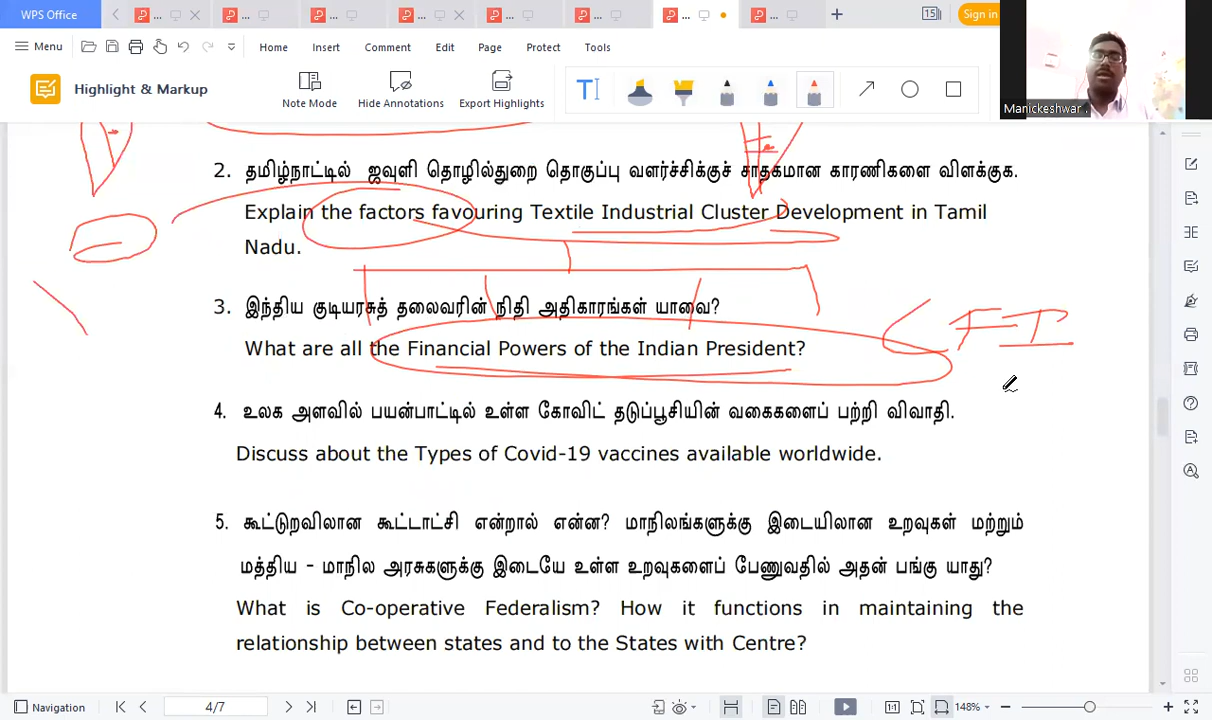 WPS Office
...
...
...
...
...
...
...
...
15
Sign in
Menu
Home
Insert
Comment
Edit
Page
Protect
Tools
Highlight & Markup
Note Mode
Hide Annotations
Export Highlights
T
Manickeshwar
2. தமிழ்நாட்டில் ஜவுளி தொழில்துறை தொகுப்பு வளர்ச்சிக்குச் சாதகமான காரணிகளை விளக்குக.
Explain the factors favouring Textile Industrial Cluster Development in Tamil
Nadu.
3. இந்திய குடியரசுத் தலைவரின் நிதி அதிகாரங்கள் யாவை?
What are all the Financial Powers of the Indian President?
4. உலக அளவில் பயன்பாட்டில் உள்ள கோவிட் தடுப்பூசியின் வகைகளைப் பற்றி விவாதி.
Discuss about the Types of Covid-19 vaccines available worldwide.
5. கூட்டுறவிலான கூட்டாட்சி என்றால் என்ன? மாநிலங்களுக்கு இடையிலான உறவுகள் மற்றும்
மத்திய - மாநில அரசுகளுக்கு இடையே உள்ள உறவுகளைப் பேணுவதில் அதன் பங்கு யாது?
What is Co-operative Federalism? How it functions in maintaining the
relationship between states and to the States with Centre?
Navigation
4/7
1:1
148%